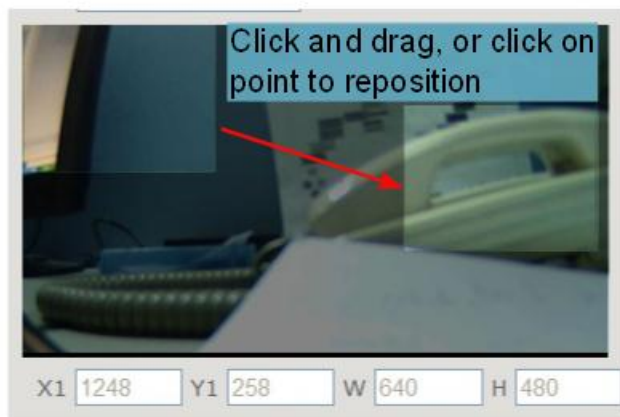 Click and drag, or click on
point to reposition
X1 1248 Y1 258 W 640 H 480